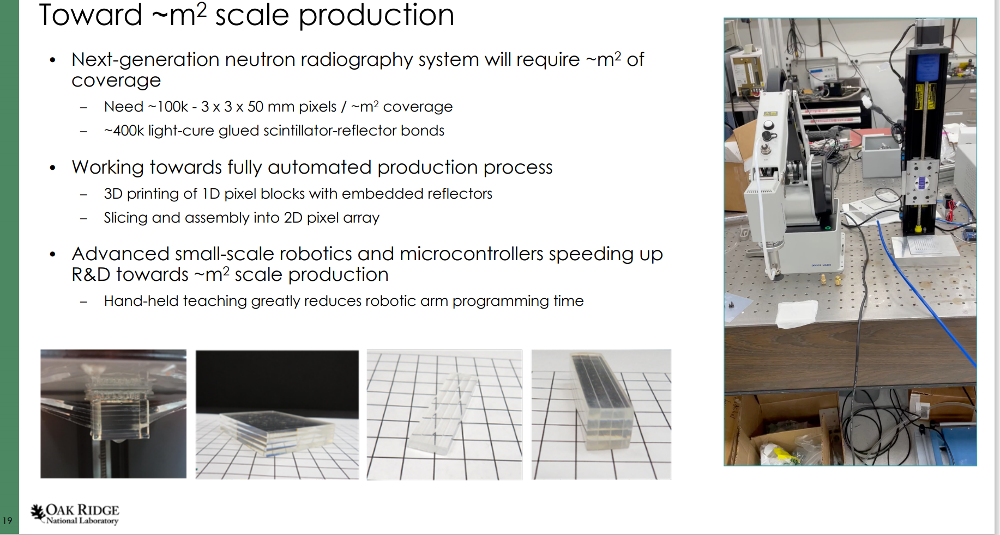 Toward ~m² scale production
• Next-generation neutron radiography system will require ~m² of
coverage
– Need ~100k - 3 x 3 x 50 mm pixels / ~m² coverage
– ~400k light-cure glued scintillator-reflector bonds
• Working towards fully automated production process
– 3D printing of 1D pixel blocks with embedded reflectors
– Slicing and assembly into 2D pixel array
• Advanced small-scale robotics and microcontrollers speeding up
R&D towards ~m² scale production
– Hand-held teaching greatly reduces robotic arm programming time
DOBOT MG400
19
OAK RIDGE
National Laboratory